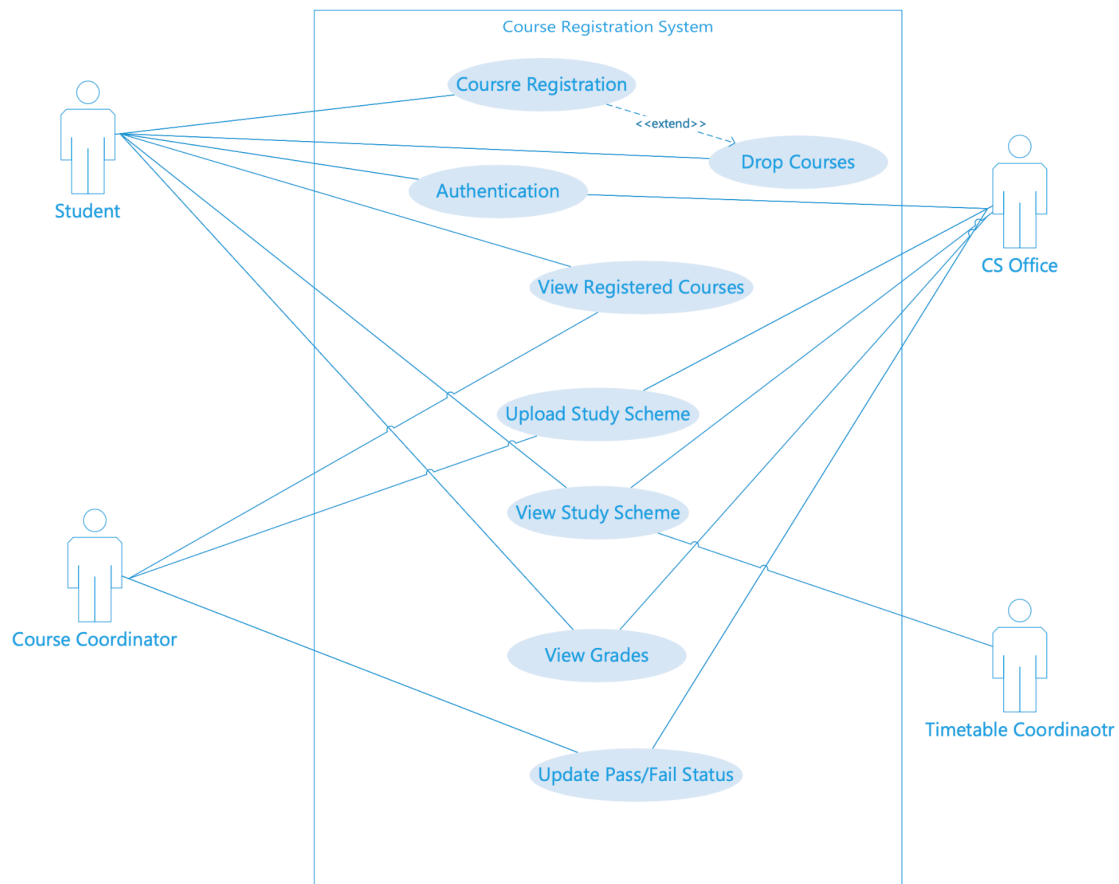 Course Registration System
Coursre Registration
<<extend>>
Drop Courses
Authentication
Student
CS Office
View Registered Courses
Upload Study Scheme
View Study Scheme
Course Coordinator
View Grades
Timetable Coordinaotr
Update Pass/Fail Status